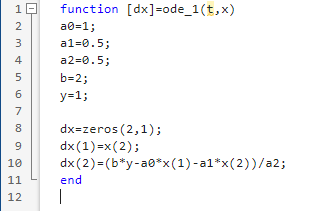 1 function [dx]=ode_1(t,x)
2 a0=1;
3 a1=0.5;
4 a2=0.5;
5 b=2;
6 y=1;
7
8 dx=zeros(2,1);
9 dx(1)=x(2);
10 dx(2)=(b*y-a0*x(1)-a1*x(2))/a2;
11 end
12